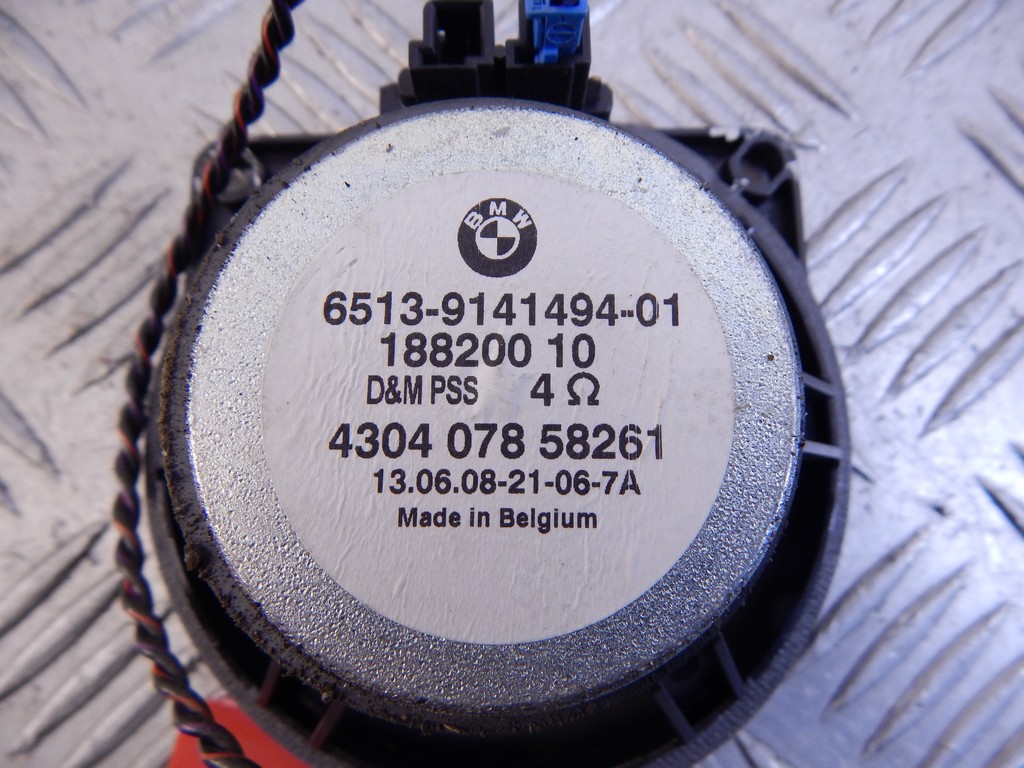 BMW
6513-9141494-01
188200 10
D&M PSS 4 Ω
4304 078 58261
13.06.08-21-06-7A
Made in Belgium